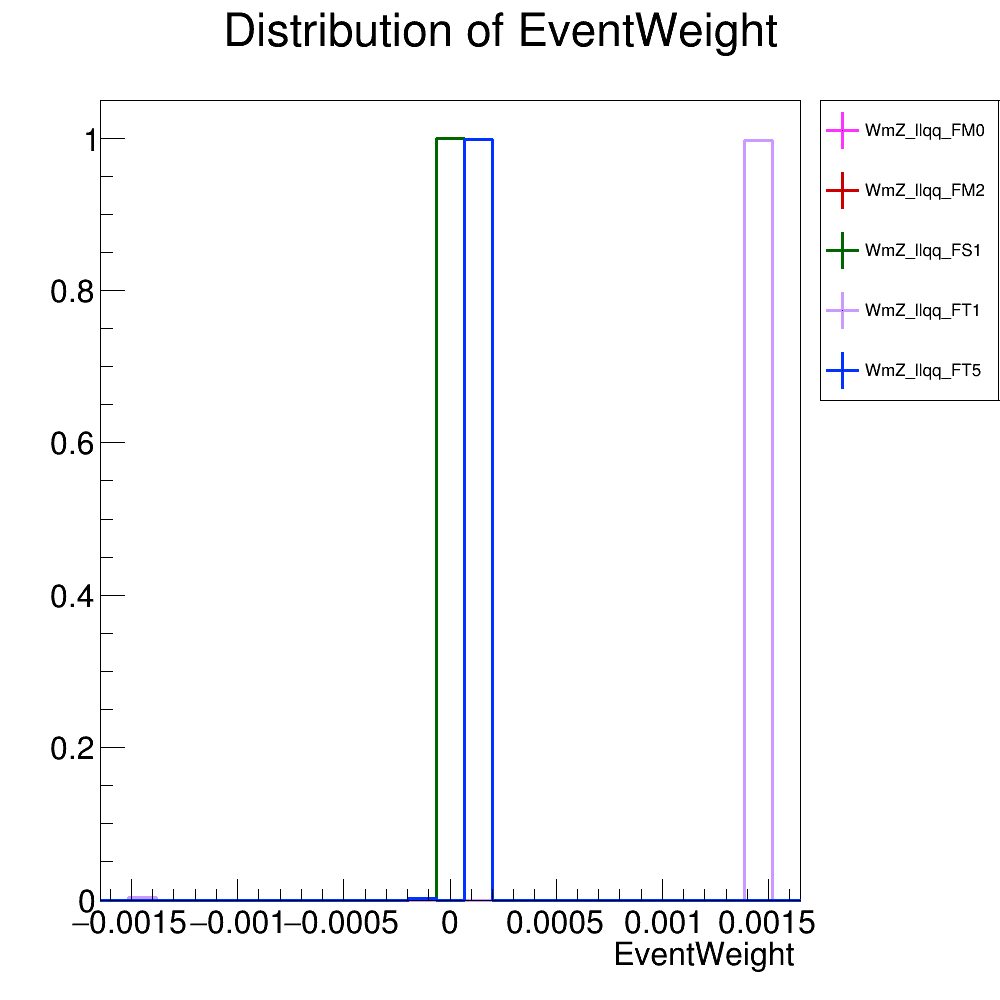 Distribution of EventWeight
1
0.8
0.6
0.4
0.2
0
−0.0015 −0.001 −0.0005 0 0.0005 0.001 0.0015
EventWeight
WmZ_llqq_FM0
WmZ_llqq_FM2
WmZ_llqq_FS1
WmZ_llqq_FT1
WmZ_llqq_FT5